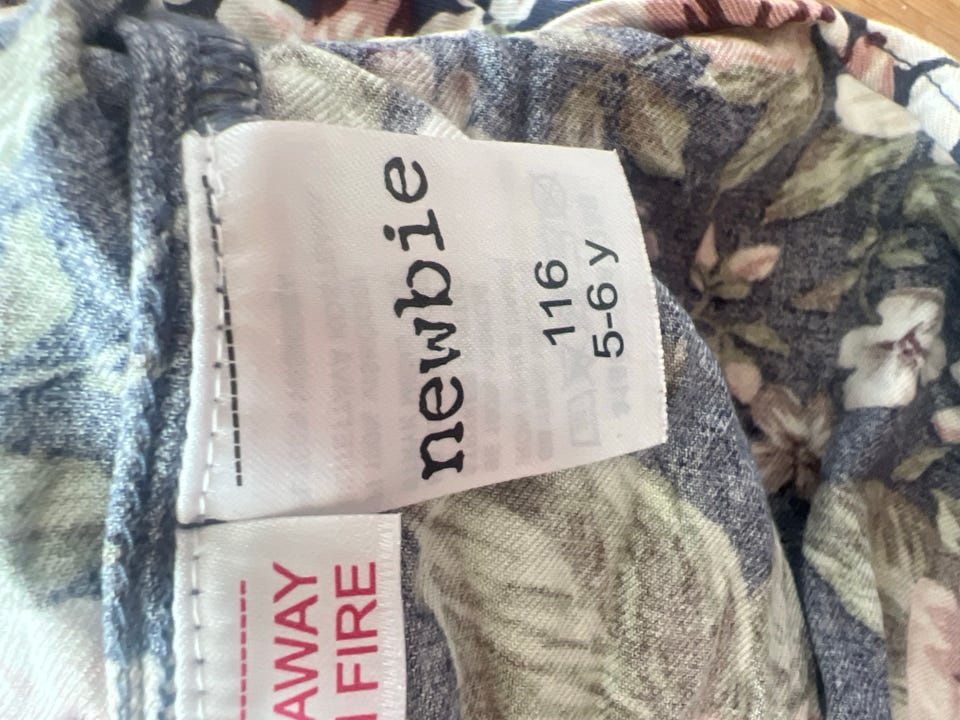 newbie
116
5-6 y
AWAY
FIRE